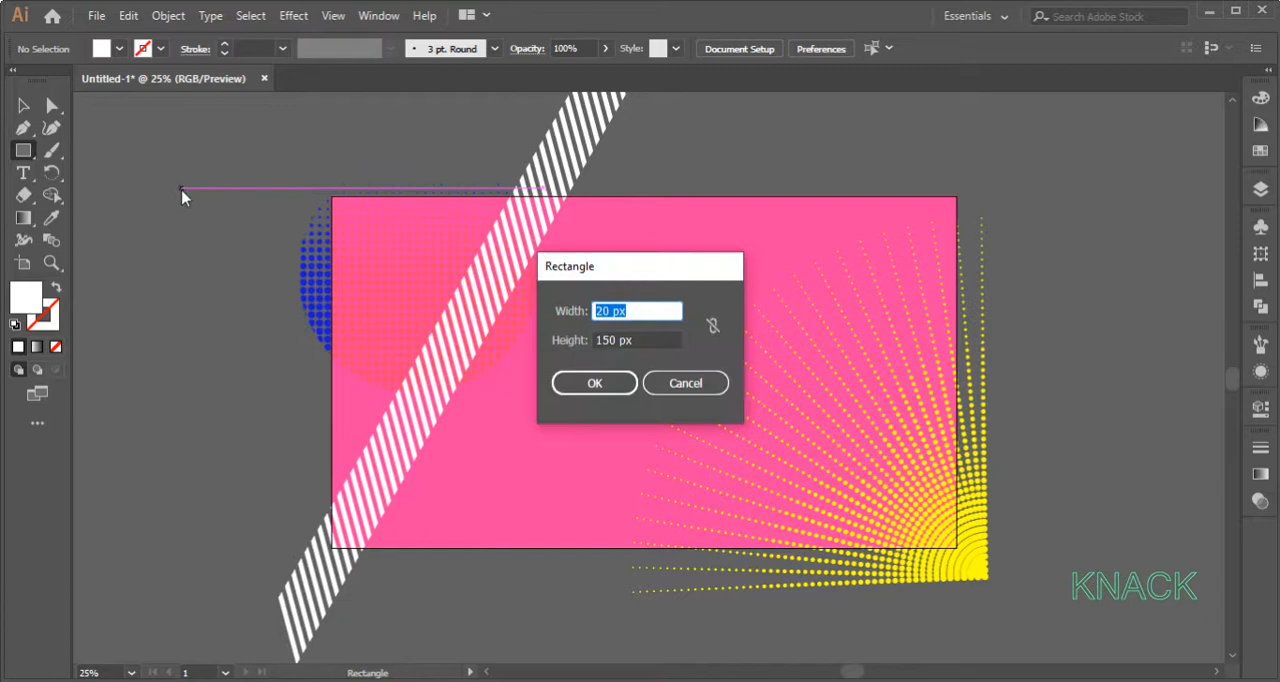 Ai File Edit Object Type Select Effect View Window Help Essentials Search Adobe Stock
No Selection Stroke: 3 pt. Round Opacity: 100% Style: Document Setup Preferences
Untitled-1* @ 25% (RGB/Preview)
Rectangle
Width: 20 px
Height: 150 px
OK Cancel
KNACK
25% 1 Rectangle